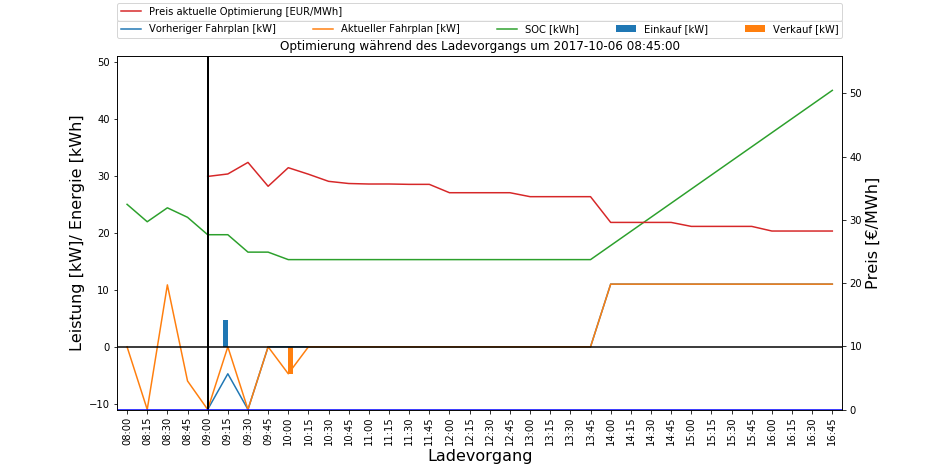 Preis aktuelle Optimierung [EUR/MWh]
Vorheriger Fahrplan [kW] Aktueller Fahrplan [kW] SOC [kWh] Einkauf [kW] Verkauf [kW]
Optimierung während des Ladevorgangs um 2017-10-06 08:45:00
Leistung [kW]/ Energie [kWh]
50
40
30
20
10
0
−10
50
40
30
20
10
0
Preis [€/MWh]
08:00 08:15 08:30 08:45 09:00 09:15 09:30 09:45 10:00 10:15 10:30 10:45 11:00 11:15 11:30 11:45 12:00 12:15 12:30 12:45 13:00 13:15 13:30 13:45 14:00 14:15 14:30 14:45 15:00 15:15 15:30 15:45 16:00 16:15 16:30 16:45
Ladevorgang